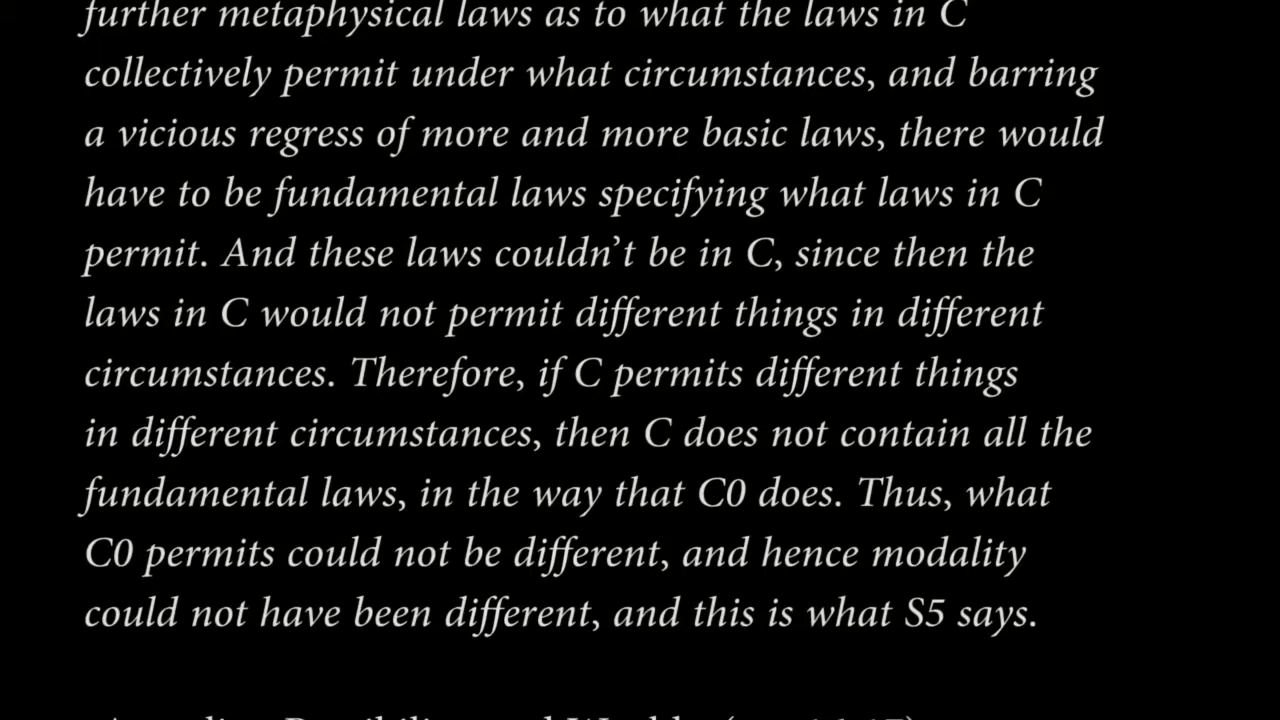 further metaphysical laws as to what the laws in C
collectively permit under what circumstances, and barring
a vicious regress of more and more basic laws, there would
have to be fundamental laws specifying what laws in C
permit. And these laws couldn’t be in C, since then the
laws in C would not permit different things in different
circumstances. Therefore, if C permits different things
in different circumstances, then C does not contain all the
fundamental laws, in the way that C0 does. Thus, what
C0 permits could not be different, and hence modality
could not have been different, and this is what S5 says.